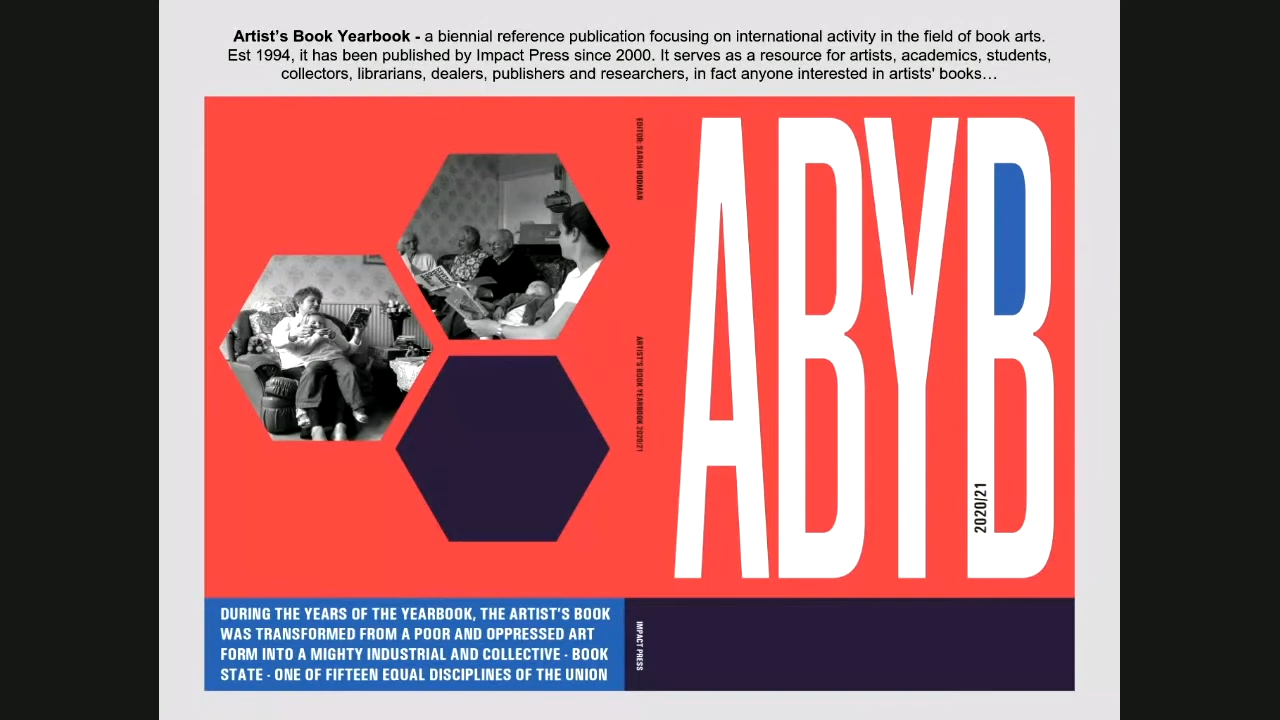 Artist's Book Yearbook - a biennial reference publication focusing on international activity in the field of book arts.
Est 1994, it has been published by Impact Press since 2000. It serves as a resource for artists, academics, students,
collectors, librarians, dealers, publishers and researchers, in fact anyone interested in artists' books…
EDITOR: SARAH BODMAN
ARTIST'S BOOK YEARBOOK 2020/21
IMPACT PRESS
ABYB
2020/21
DURING THE YEARS OF THE YEARBOOK, THE ARTIST'S BOOK
WAS TRANSFORMED FROM A POOR AND OPPRESSED ART
FORM INTO A MIGHTY INDUSTRIAL AND COLLECTIVE - BOOK
STATE - ONE OF FIFTEEN EQUAL DISCIPLINES OF THE UNION